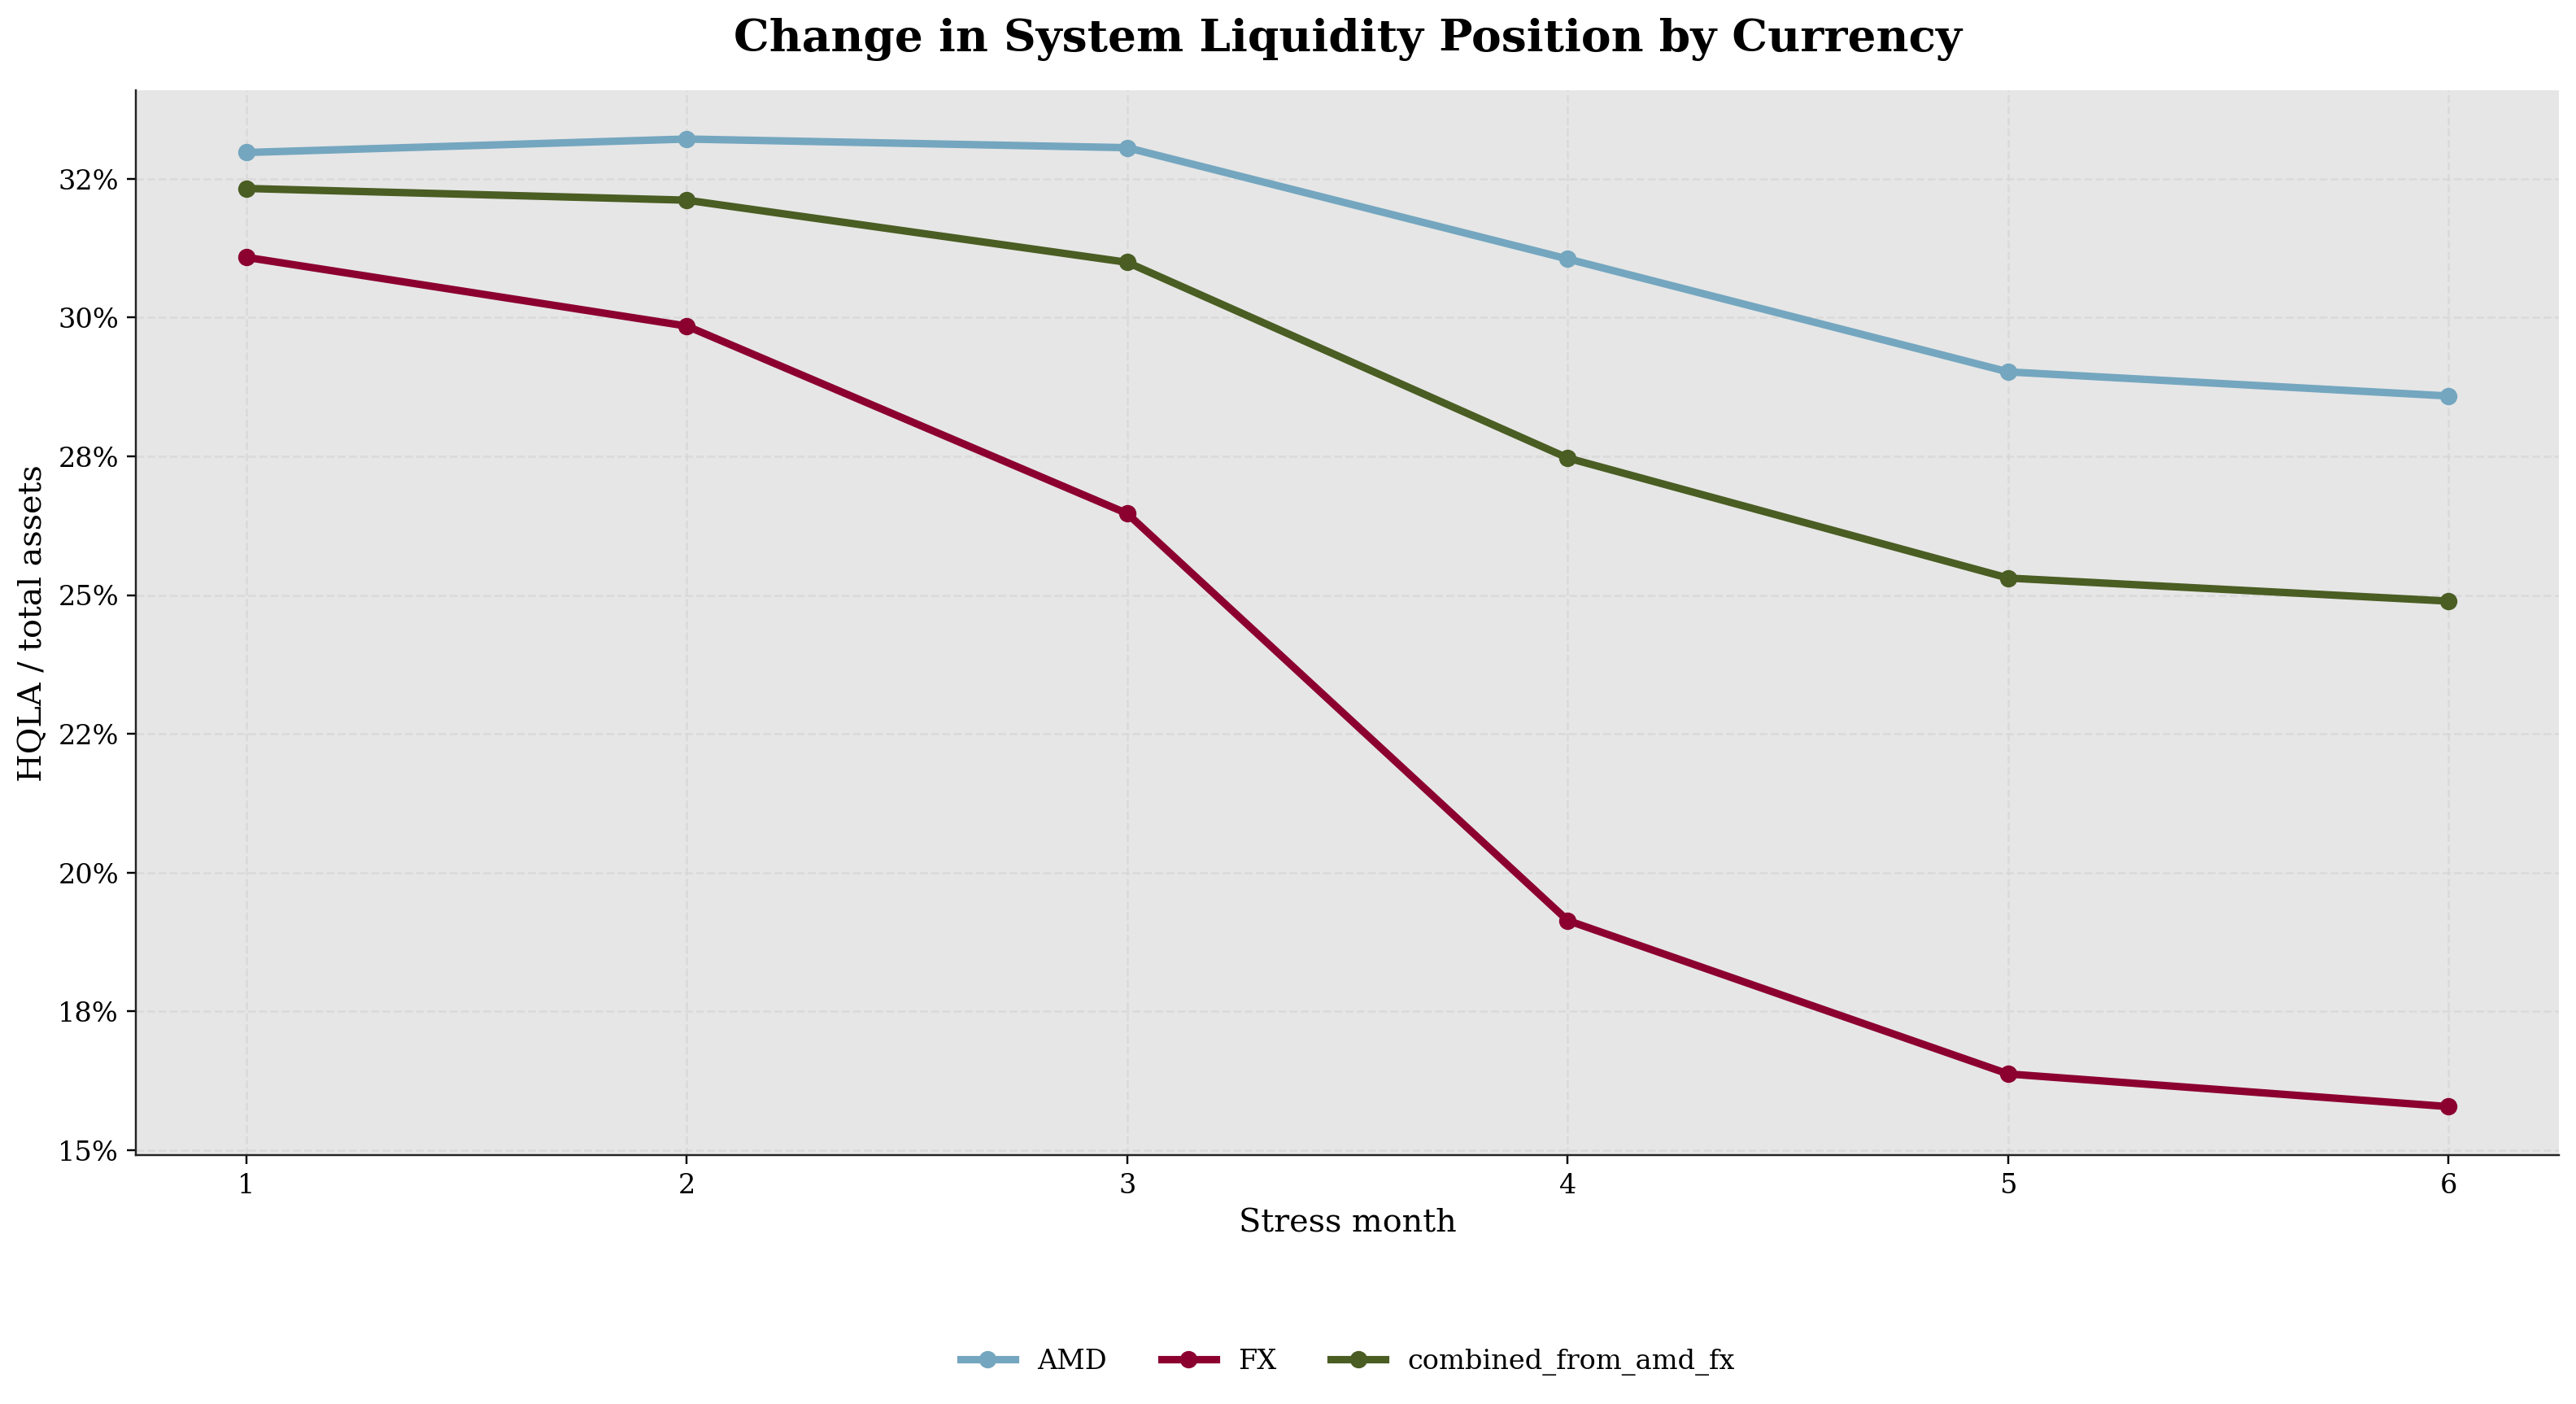 Change in System Liquidity Position by Currency
HQLA / total assets
32%
30%
28%
25%
22%
20%
18%
15%
1 2 3 4 5 6
Stress month
AMD FX combined_from_amd_fx